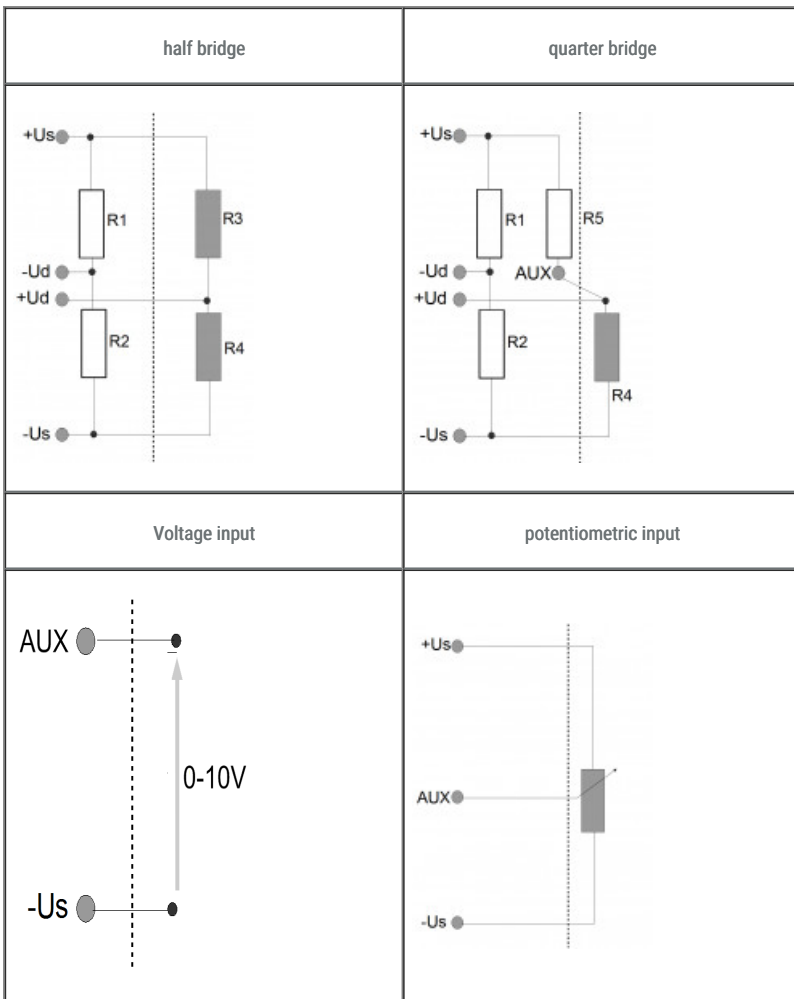 half bridge
quarter bridge
+Us
R1
R3
-Ud
+Ud
R2
R4
-Us
+Us
R1
R5
-Ud
AUX
+Ud
R2
R4
-Us
Voltage input
potentiometric input
AUX
0-10V
-Us
+Us
AUX
-Us